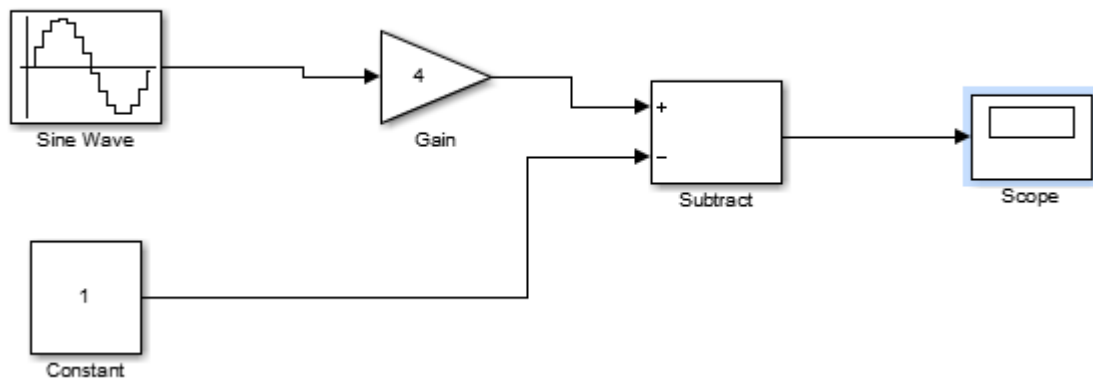 4
+
−
Sine Wave
Gain
Subtract
Scope
1
Constant